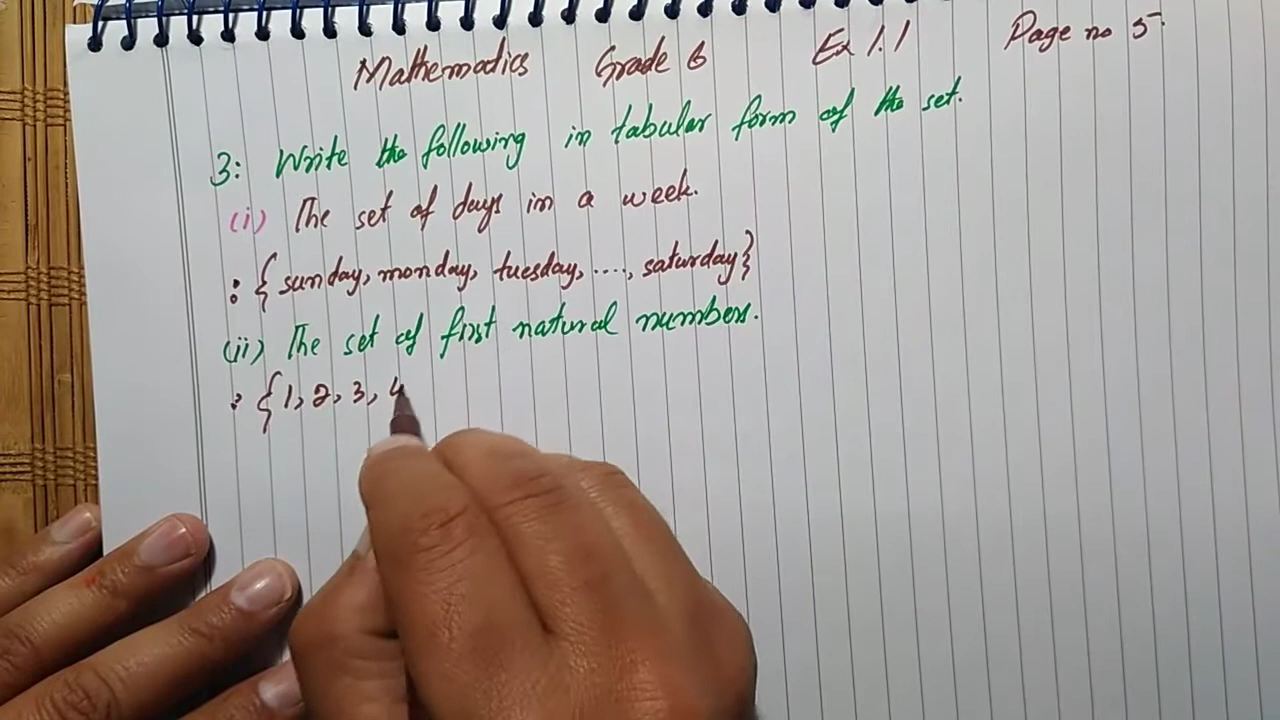 Mathematics Grade 6 Ex 1.1 Page no 5
3: Write the following in tabular form of the set.
(i) The set of days in a week.
: { sunday, monday, tuesday, ...., saturday}
(ii) The set of first natural numbers.
: { 1, 2, 3, 4